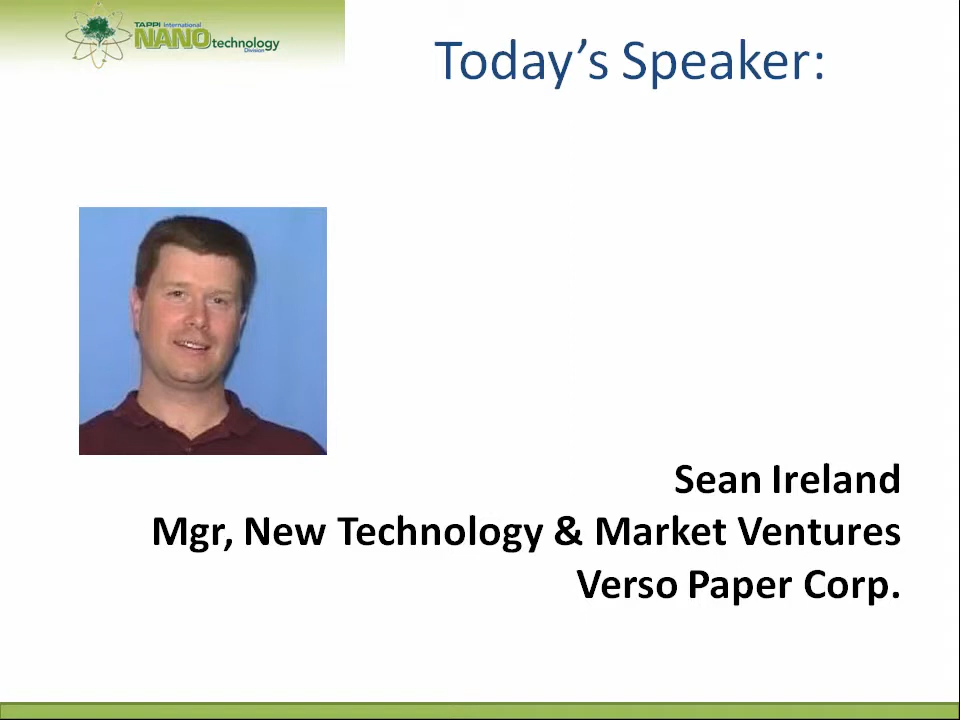 TAPPI International
NANOtechnology
Division
Today’s Speaker:
Sean Ireland
Mgr, New Technology & Market Ventures
Verso Paper Corp.